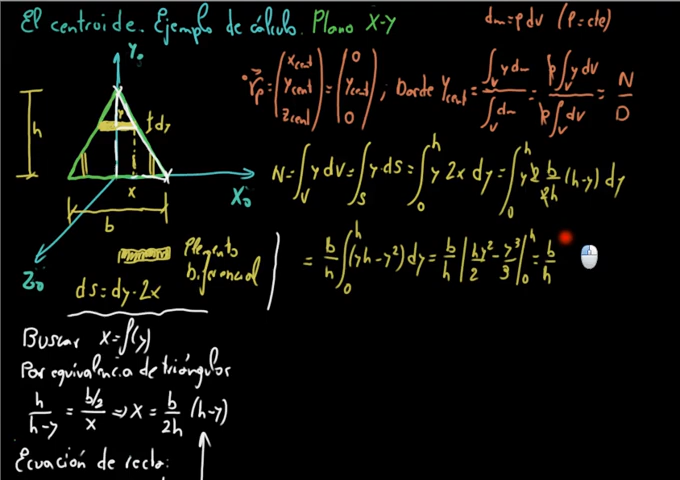 El centroide. Ejemplo de cálculo. Plano X-Y
dm = ρ dv (ρ = cte)
Y₀
h
dy
x
b
X₀
Z₀
r⃗ρ = (Xcent Ycent Zcent) = (0 Ycent 0) ; Donde Ycent = ∫ᵥ y dm / ∫ᵥ dm = ρ∫ᵥ y dv / ρ∫ᵥ dv = N / D
N = ∫ᵥ y dv = ∫ₛ y · ds = ∫₀ʰ y 2x dy = ∫₀ʰ y 2 b/2h (h-y) dy
= b/h ∫₀ʰ (yh - y²) dy = b/h | hy²/2 - y³/3 |₀ʰ = b/h
Elemento
Diferencial
ds = dy · 2x
Buscar x = f(y)
Por equivalencia de triángulos
h/(h-y) = (b/2)/x ⇒ x = b/2h (h-y)
Ecuación de recta: